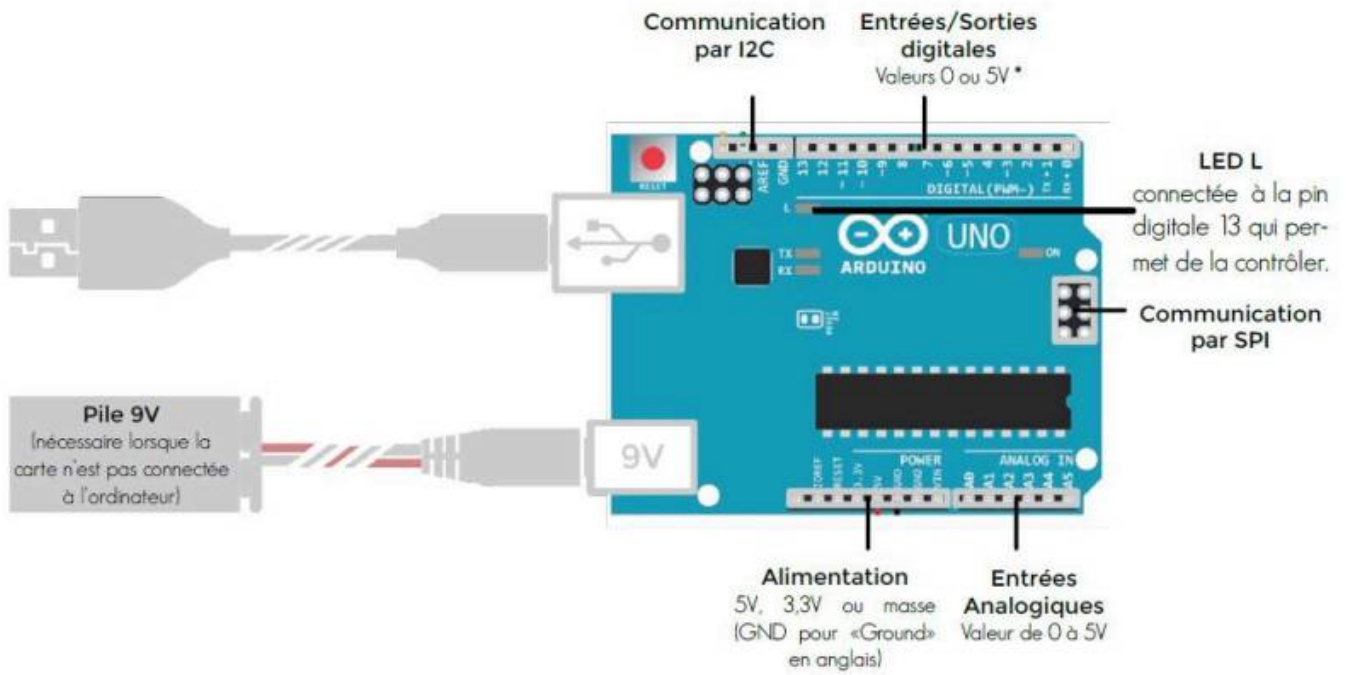 Communication
par I2C
Entrées/Sorties
digitales
Valeurs 0 ou 5V *
RESET
AREF
GND
13
12
~11
~10
~9
8
7
~6
~5
4
~3
2
TX→1
RX←0
DIGITAL(PWM~)
L
TX
RX
ARDUINO
UNO
ON
LED L
connectée à la pin
digitale 13 qui per-
met de la contrôler.
Communication
par SPI
Pile 9V
(nécessaire lorsque la
carte n'est pas connectée
à l'ordinateur)
9V
POWER
ANALOG IN
IOREF
RESET
3.3V
5V
GND
GND
VIN
A0
A1
A2
A3
A4
A5
Alimentation
5V, 3,3V ou masse
(GND pour «Ground»
en anglais)
Entrées
Analogiques
Valeur de 0 à 5V